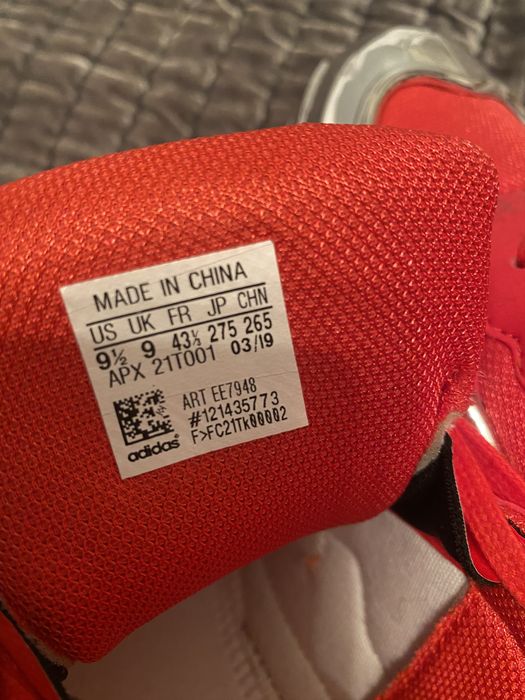 MADE IN CHINA
US UK FR JP CHN
9½ 9 43⅓ 275 265
APX 21T001 03/19
ART EE7948
#121435773
F>FC21Tk00002
adidas